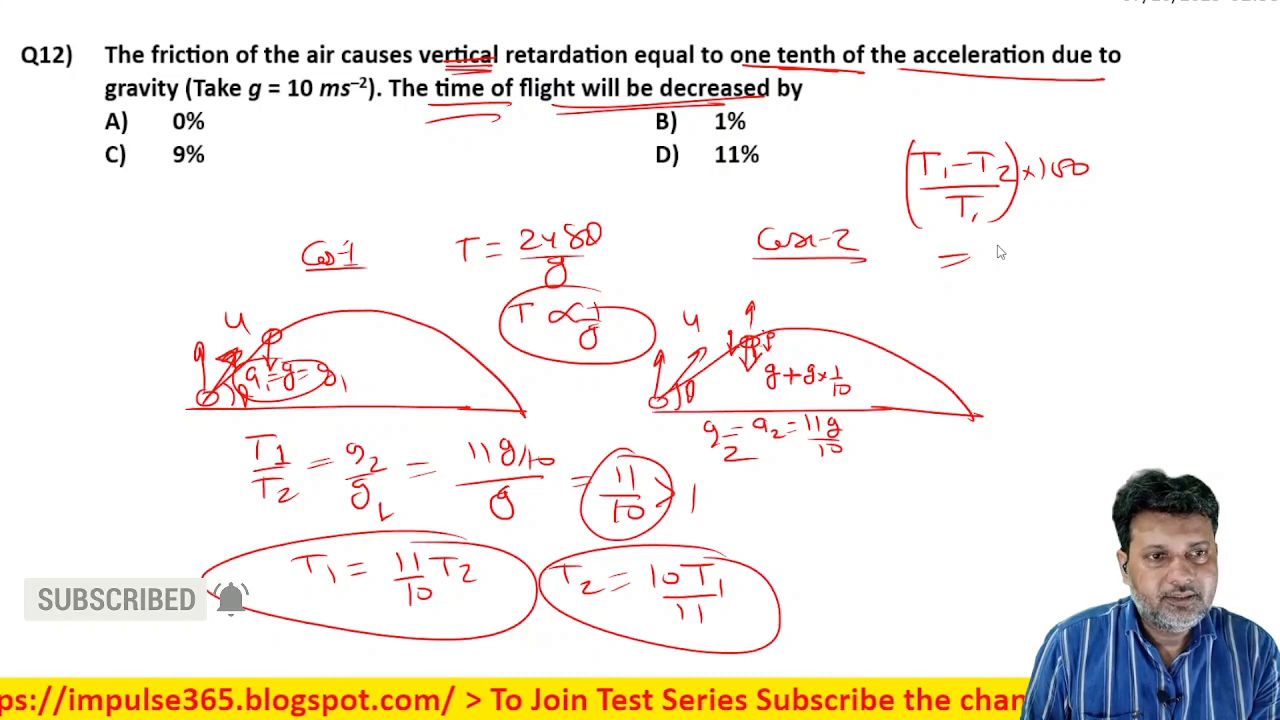 Q12) The friction of the air causes vertical retardation equal to one tenth of the acceleration due to
gravity (Take g = 10 ms⁻²). The time of flight will be decreased by
A) 0% B) 1%
C) 9% D) 11%
(T₁-T₂/T₁)×100
=
T = 2usinθ/g
Case-2
T ∝ 1/g
u
a₁=g=g₁
u
θ
g+g×1/10
g₂=a₂=11g/10
T₁/T₂ = g₂/g₁ = 11g/10/g = 11/10 > 1
T₁ = 11/10 T₂
T₂ = 10T₁/11
SUBSCRIBED
ps://impulse365.blogspot.com/ > To Join Test Series Subscribe the chan